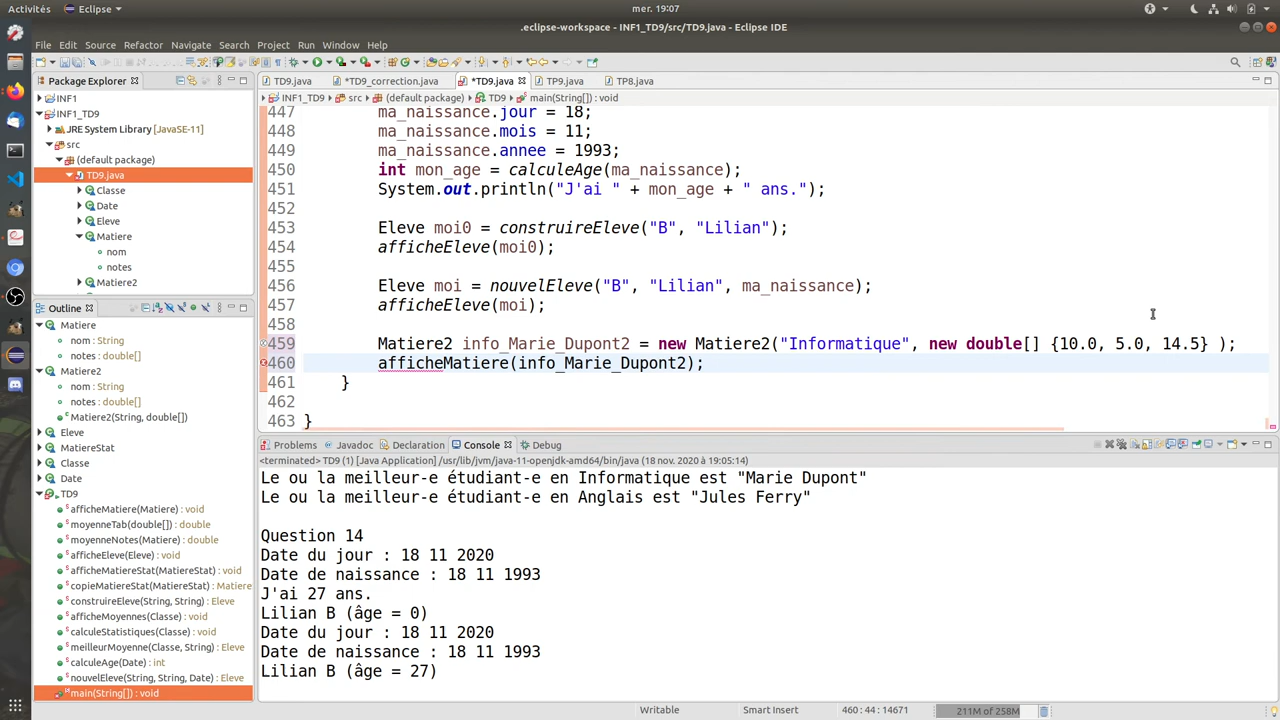 Activités
Eclipse
mer. 19:07
.eclipse-workspace - INF1_TD9/src/TD9.java - Eclipse IDE
File Edit Source Refactor Navigate Search Project Run Window Help
Package Explorer
TD9.java
*TD9_correction.java
*TD9.java
TP9.java
TP8.java
INF1_TD9 src (default package) TD9 main(String[]) : void
INF1
INF1_TD9
JRE System Library [JavaSE-11]
src
(default package)
TD9.java
Classe
Date
Eleve
Matiere
nom
notes
Matiere2
447 ma_naissance.jour = 18;
448 ma_naissance.mois = 11;
449 ma_naissance.annee = 1993;
450 int mon_age = calculeAge(ma_naissance);
451 System.out.println("J'ai " + mon_age + " ans.");
452
453 Eleve moi0 = construireEleve("B", "Lilian");
454 afficheEleve(moi0);
455
456 Eleve moi = nouvelEleve("B", "Lilian", ma_naissance);
457 afficheEleve(moi);
458
459 Matiere2 info_Marie_Dupont2 = new Matiere2("Informatique", new double[] {10.0, 5.0, 14.5} );
460 afficheMatiere(info_Marie_Dupont2);
461 }
462
463 }
Outline
Matiere
nom : String
notes : double[]
Matiere2
nom : String
notes : double[]
Matiere2(String, double[])
Eleve
MatiereStat
Classe
Date
TD9
afficheMatiere(Matiere) : void
moyenneTab(double[]) : double
moyenneNotes(Matiere) : double
afficheEleve(Eleve) : void
afficheMatiereStat(MatiereStat) : void
copieMatiereStat(MatiereStat) : Matiere
construireEleve(String, String) : Eleve
afficheMoyennes(Classe) : void
calculeStatistiques(Classe) : void
meilleurMoyenne(Classe, String) : Eleve
calculeAge(Date) : int
nouvelEleve(String, String, Date) : Eleve
main(String[]) : void
Problems Javadoc Declaration Console Debug
<terminated> TD9 (1) [Java Application] /usr/lib/jvm/java-11-openjdk-amd64/bin/java (18 nov. 2020 à 19:05:14)
Le ou la meilleur-e étudiant-e en Informatique est "Marie Dupont"
Le ou la meilleur-e étudiant-e en Anglais est "Jules Ferry"
Question 14
Date du jour : 18 11 2020
Date de naissance : 18 11 1993
J'ai 27 ans.
Lilian B (âge = 0)
Date du jour : 18 11 2020
Date de naissance : 18 11 1993
Lilian B (âge = 27)
Writable
Smart Insert
460 : 44 : 14671
211M of 258M